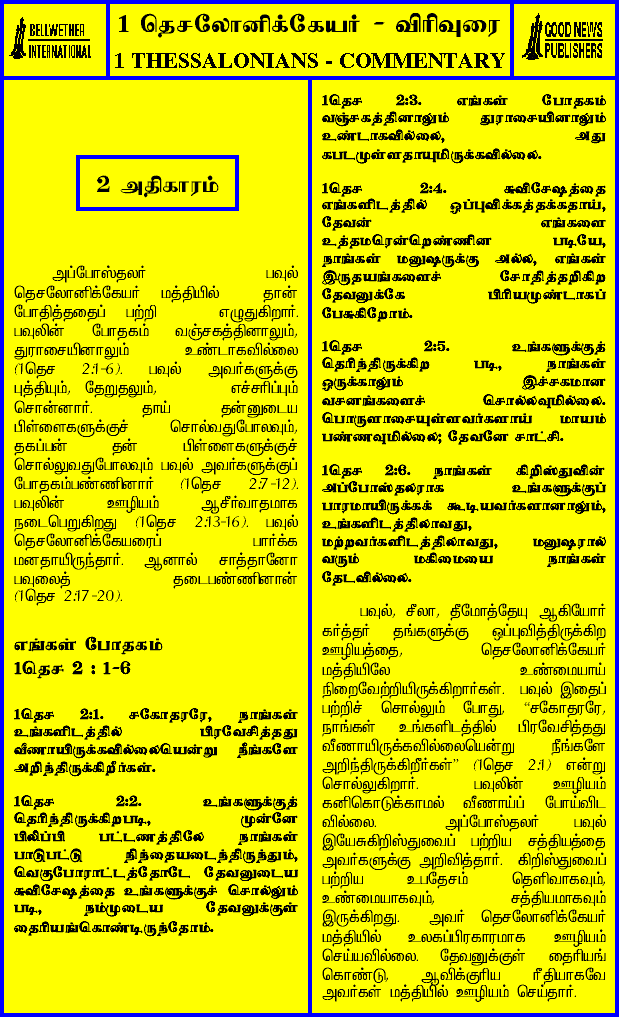 BELLWETHER
INTERNATIONAL
1 தெசலோனிக்கேயர் - விரிவுரை
1 THESSALONIANS - COMMENTARY
GOOD NEWS
PUBLISHERS
2 அதிகாரம்
அப்போஸ்தலர் பவுல்
தெசலோனிக்கேயர் மத்தியில் தான்
போதித்ததைப் பற்றி எழுதுகிறார்.
பவுலின் போதகம் வஞ்சகத்தினாலும்,
துராசையினாலும் உண்டாகவில்லை
(1தெச 2:1-6). பவுல் அவர்களுக்கு
புத்தியும், தேறுதலும், எச்சரிப்பும்
சொன்னார். தாய் தன்னுடைய
பிள்ளைகளுக்குச் சொல்வதுபோலவும்,
தகப்பன் தன் பிள்ளைகளுக்குச்
சொல்லுவதுபோலவும் பவுல் அவர்களுக்குப்
போதகம்பண்ணினார் (1தெச 2:7-12).
பவுலின் ஊழியம் ஆசீர்வாதமாக
நடைபெறுகிறது (1தெச 2:13-16). பவுல்
தெசலோனிக்கேயரைப் பார்க்க
மனதாயிருந்தார். ஆனால் சாத்தானோ
பவுலைத் தடைபண்ணினான்
(1தெச 2:17-20).
எங்கள் போதகம்
1தெச 2 : 1-6
1தெச 2:1. சகோதரரே, நாங்கள்
உங்களிடத்தில் பிரவேசித்தது
வீணாயிருக்கவில்லையென்று நீங்களே
அறிந்திருக்கிறீர்கள்.
1தெச 2:2. உங்களுக்குத்
தெரிந்திருக்கிறபடி, முன்னே
பிலிப்பி பட்டணத்திலே நாங்கள்
பாடுபட்டு நிந்தையடைந்திருந்தும்,
வெகுபோராட்டத்தோடே தேவனுடைய
சுவிசேஷத்தை உங்களுக்குச் சொல்லும்
படி, நம்முடைய தேவனுக்குள்
தைரியங்கொண்டிருந்தோம்.
1தெச 2:3. எங்கள் போதகம்
வஞ்சகத்தினாலும் துராசையினாலும்
உண்டாகவில்லை, அது
கபடமுள்ளதாயுமிருக்கவில்லை.
1தெச 2:4. சுவிசேஷத்தை
எங்களிடத்தில் ஒப்புவிக்கத்தக்கதாய்,
தேவன் எங்களை
உத்தமரென்றெண்ணின படியே,
நாங்கள் மனுஷருக்கு அல்ல, எங்கள்
இருதயங்களைச் சோதித்தறிகிற
தேவனுக்கே பிரியமுண்டாகப்
பேசுகிறோம்.
1தெச 2:5. உங்களுக்குத்
தெரிந்திருக்கிற படி, நாங்கள்
ஒருக்காலும் இச்சகமான
வசனங்களைச் சொல்லவுமில்லை.
பொருளாசையுள்ளவர்களாய் மாயம்
பண்ணவுமில்லை; தேவனே சாட்சி.
1தெச 2:6. நாங்கள் கிறிஸ்துவின்
அப்போஸ்தலராக உங்களுக்குப்
பாரமாயிருக்கக் கூடியவர்களானாலும்,
உங்களிடத்திலாவது,
மற்றவர்களிடத்திலாவது, மனுஷரால்
வரும் மகிமையை நாங்கள்
தேடவில்லை.
பவுல், சீலா, தீமோத்தேயு ஆகியோர்
கர்த்தர் தங்களுக்கு ஒப்புவித்திருக்கிற
ஊழியத்தை, தெசலோனிக்கேயர்
மத்தியிலே உண்மையாய்
நிறைவேற்றியிருக்கிறார்கள். பவுல் இதைப்
பற்றிச் சொல்லும் போது, “சகோதரரே,
நாங்கள் உங்களிடத்தில் பிரவேசித்தது
வீணாயிருக்கவில்லையென்று நீங்களே
அறிந்திருக்கிறீர்கள்” (1தெச 2:1) என்று
சொல்லுகிறார். பவுலின் ஊழியம்
கனிகொடுக்காமல் வீணாய்ப் போய்விட
வில்லை. அப்போஸ்தலர் பவுல்
இயேசுகிறிஸ்துவைப் பற்றிய சத்தியத்தை
அவர்களுக்கு அறிவித்தார். கிறிஸ்துவைப்
பற்றிய உபதேசம் தெளிவாகவும்,
உண்மையாகவும், சத்தியமாகவும்
இருக்கிறது. அவர் தெசலோனிக்கேயர்
மத்தியில் உலகப்பிரகாரமாக ஊழியம்
செய்யவில்லை. தேவனுக்குள் தைரியங்
கொண்டு, ஆவிக்குரிய ரீதியாகவே
அவர்கள் மத்தியில் ஊழியம் செய்தார்.